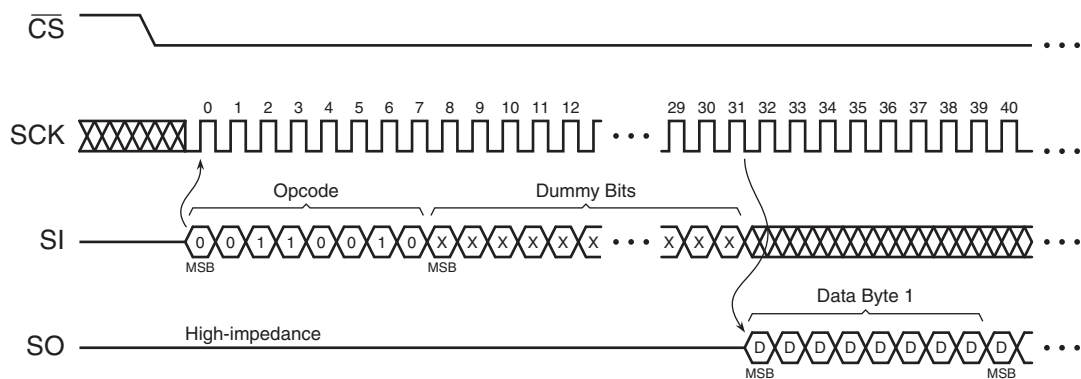 CS
0 1 2 3 4 5 6 7 8 9 10 11 12 29 30 31 32 33 34 35 36 37 38 39 40
SCK
Opcode Dummy Bits
SI 0 0 1 1 0 0 1 0 X X X X X X X X X
MSB MSB
Data Byte 1
High-impedance
SO D D D D D D D D D
MSB MSB